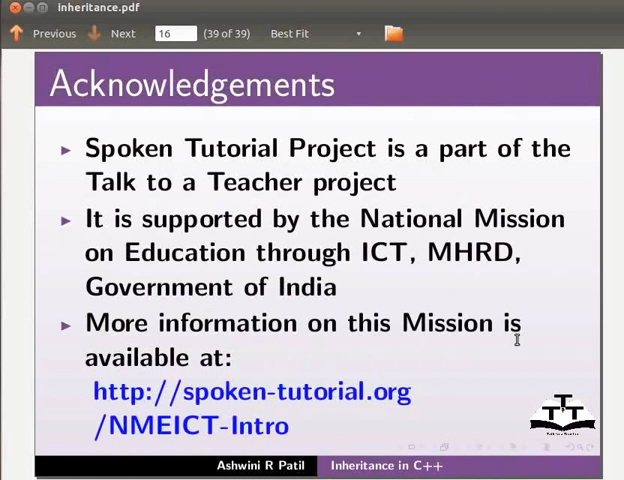 inheritance.pdf
Previous Next 16 (39 of 39) Best Fit
Acknowledgements
Spoken Tutorial Project is a part of the
Talk to a Teacher project
It is supported by the National Mission
on Education through ICT, MHRD,
Government of India
More information on this Mission is
available at:
http://spoken-tutorial.org
/NMEICT-Intro
Ashwini R Patil Inheritance in C++